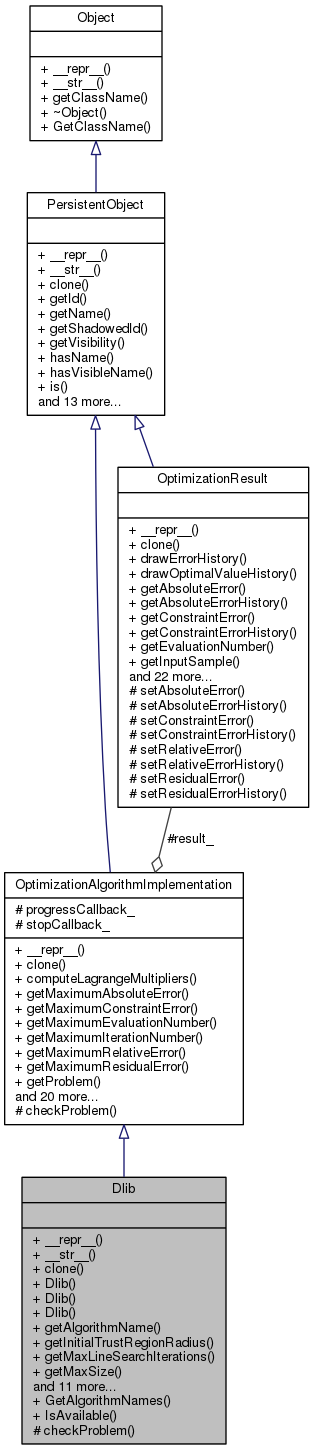 Object
+ __repr__()
+ __str__()
+ getClassName()
+ ~Object()
+ GetClassName()
PersistentObject
+ __repr__()
+ __str__()
+ clone()
+ getId()
+ getName()
+ getShadowedId()
+ getVisibility()
+ hasName()
+ hasVisibleName()
+ is()
and 13 more...
OptimizationResult
+ __repr__()
+ clone()
+ drawErrorHistory()
+ drawOptimalValueHistory()
+ getAbsoluteError()
+ getAbsoluteErrorHistory()
+ getConstraintError()
+ getConstraintErrorHistory()
+ getEvaluationNumber()
+ getInputSample()
and 22 more...
# setAbsoluteError()
# setAbsoluteErrorHistory()
# setConstraintError()
# setConstraintErrorHistory()
# setRelativeError()
# setRelativeErrorHistory()
# setResidualError()
# setResidualErrorHistory()
#result_
OptimizationAlgorithmImplementation
# progressCallback_
# stopCallback_
+ __repr__()
+ clone()
+ computeLagrangeMultipliers()
+ getMaximumAbsoluteError()
+ getMaximumConstraintError()
+ getMaximumEvaluationNumber()
+ getMaximumIterationNumber()
+ getMaximumRelativeError()
+ getMaximumResidualError()
+ getProblem()
and 20 more...
# checkProblem()
Dlib
+ __repr__()
+ __str__()
+ clone()
+ Dlib()
+ Dlib()
+ Dlib()
+ getAlgorithmName()
+ getInitialTrustRegionRadius()
+ getMaxLineSearchIterations()
+ getMaxSize()
and 11 more...
+ GetAlgorithmNames()
+ IsAvailable()
# checkProblem()